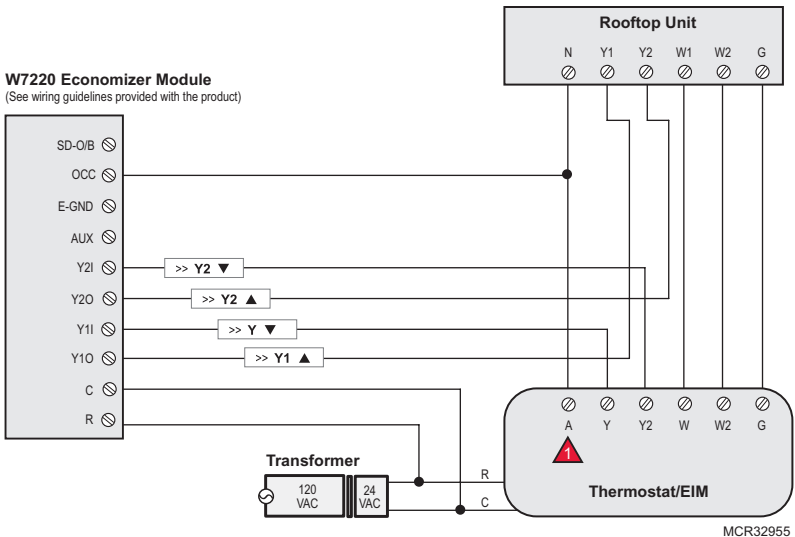 Rooftop Unit
N Y1 Y2 W1 W2 G
W7220 Economizer Module
(See wiring guidelines provided with the product)
SD-O/B
OCC
E-GND
AUX
Y2I
>> Y2 ▼
Y2O
>> Y2 ▲
Y1I
>> Y ▼
Y1O
>> Y1 ▲
C
R
A Y Y2 W W2 G
1
Transformer
120
VAC
24
VAC
R
C
Thermostat/EIM
MCR32955